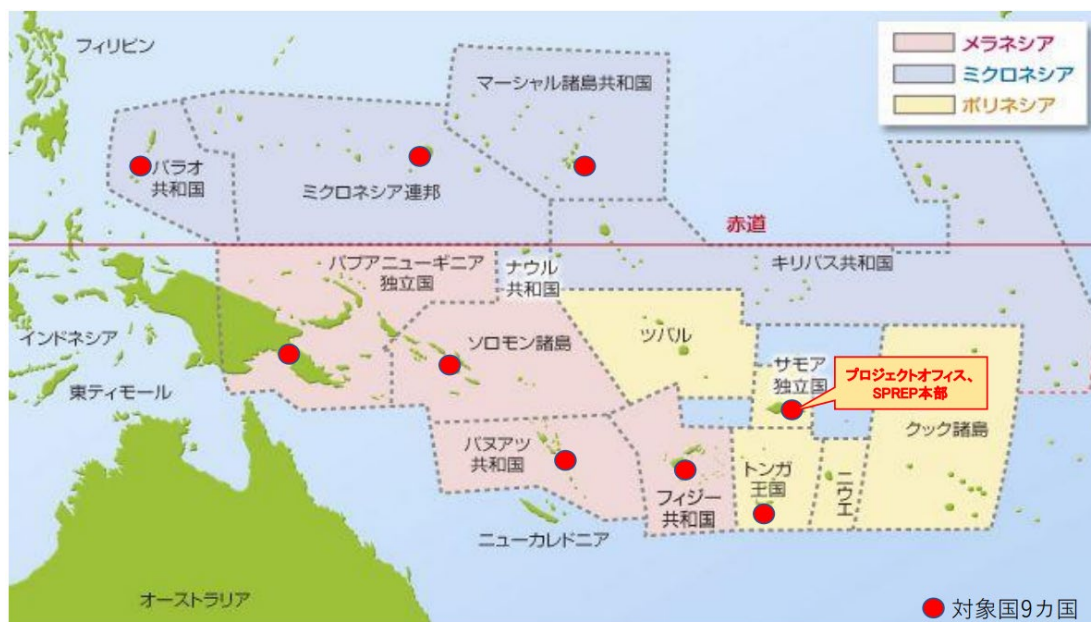 フィリピン
メラネシア
ミクロネシア
ポリネシア
マーシャル諸島共和国
パラオ
共和国
ミクロネシア連邦
赤道
パプアニューギニア
独立国
ナウル
共和国
キリバス共和国
インドネシア
ソロモン諸島
ツバル
サモア
独立国
プロジェクトオフィス、
SPREP本部
東ティモール
クック諸島
バヌアツ
共和国
トンガ
王国
ニウエ
フィジー
共和国
ニューカレドニア
オーストラリア
対象国9カ国